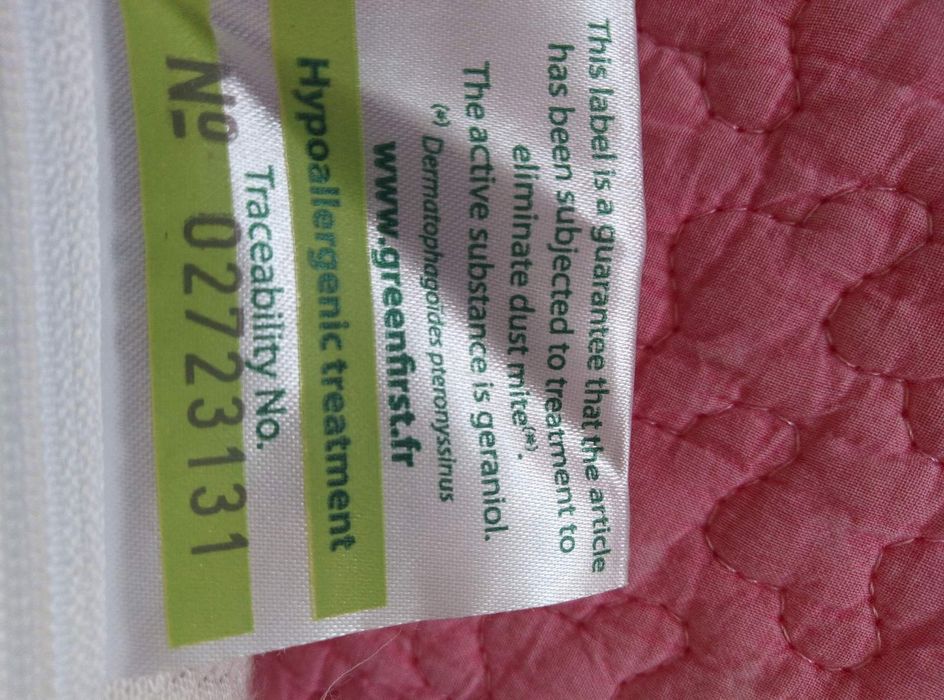 This label is a guarantee that the article
has been subjected to treatment to
eliminate dust mite(*).
The active substance is geraniol.
(*) Dermatophagoides pteronyssinus
www.greenfirst.fr
Hypoallergenic treatment
Traceability No.
Nº 02723131